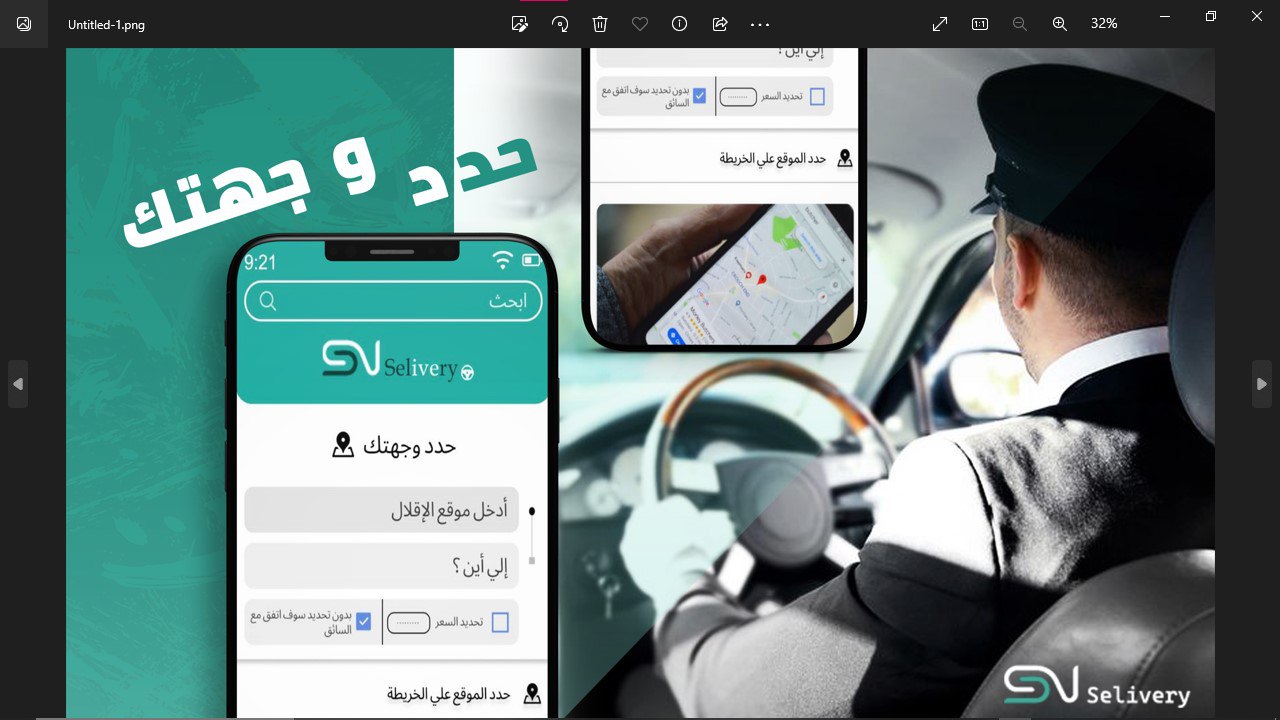 Untitled-1.png
32%
إلي أين ؟
تحديد السعر
.........
بدون تحديد سوف اتفق مع
السائق
حدد الموقع علي الخريطة
حدد و جهتك
9:21
ابحث
SV Selivery
حدد وجهتك
أدخل موقع الإقلال
إلي أين ؟
تحديد السعر
.........
بدون تحديد سوف اتفق مع
السائق
حدد الموقع علي الخريطة
SV Selivery